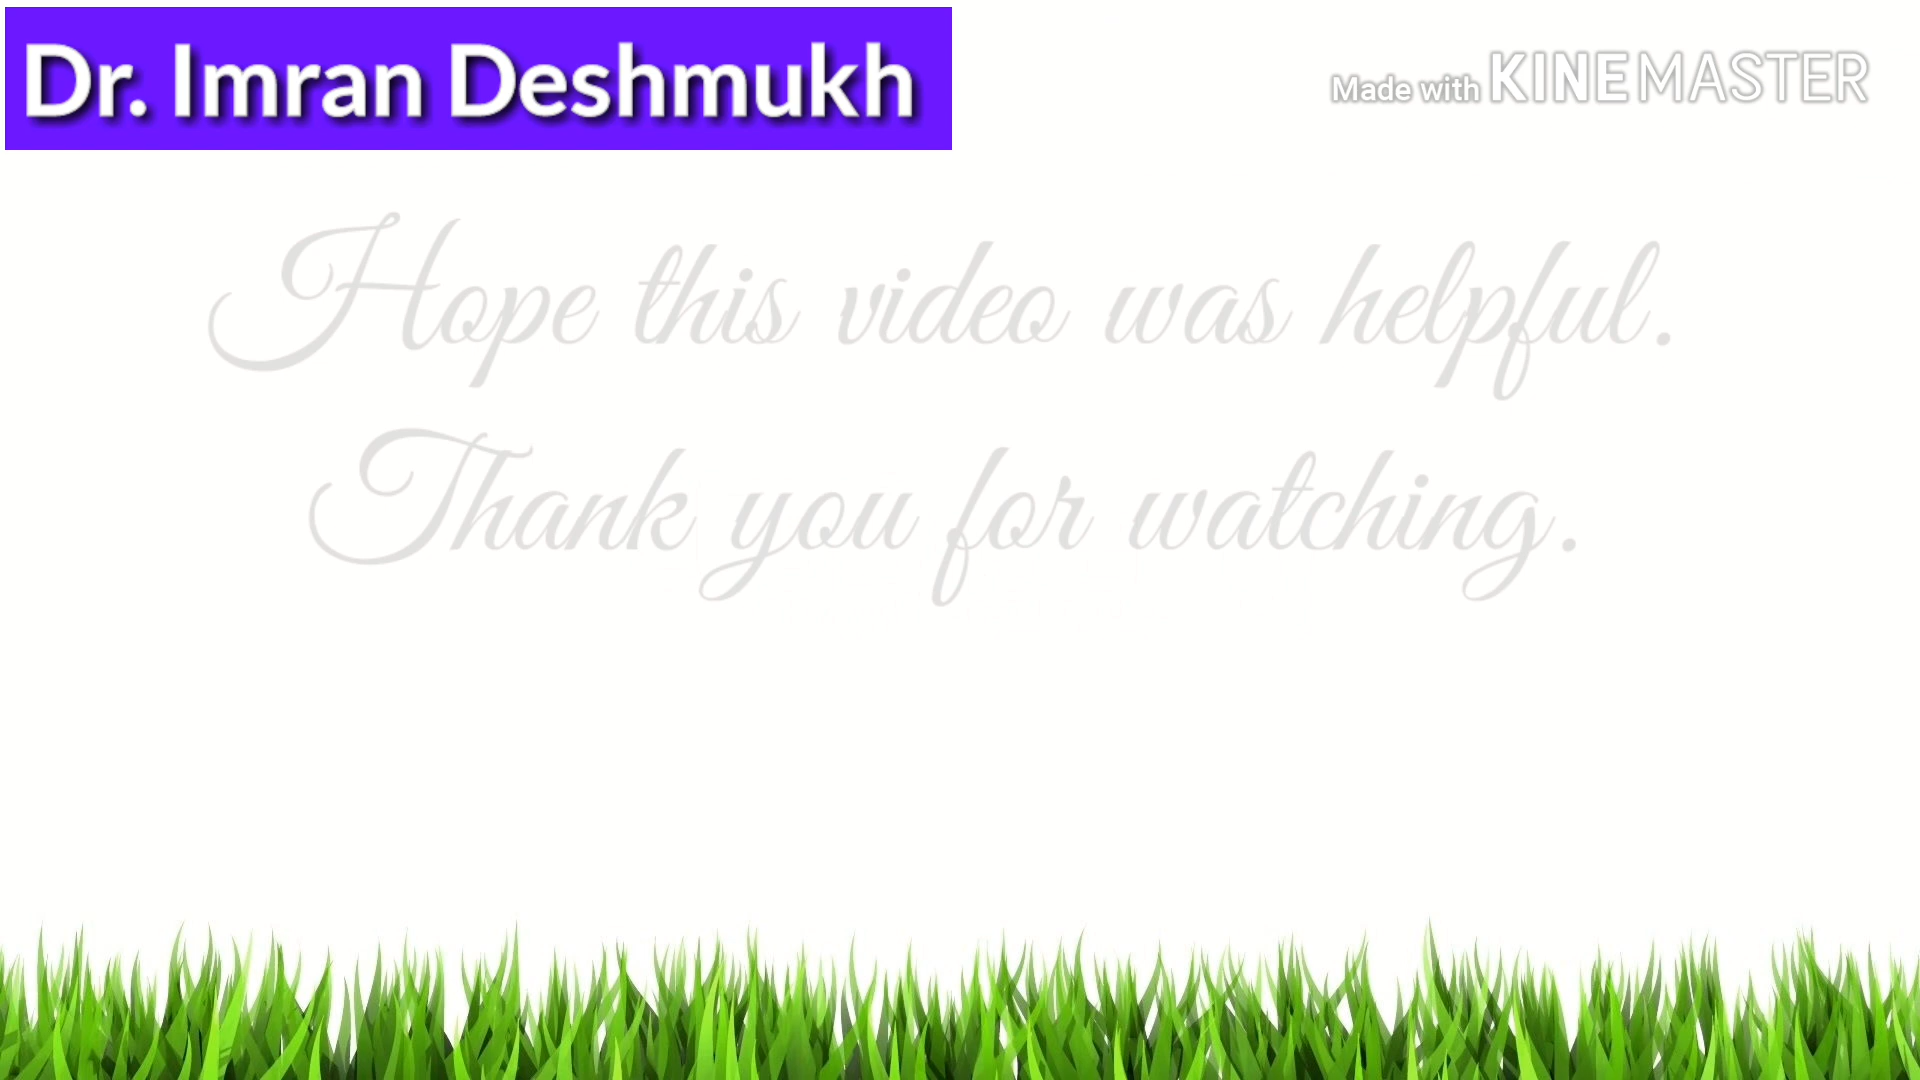 Dr. Imran Deshmukh
Made with KINEMASTER
Hope this video was helpful.
Thank you for watching.